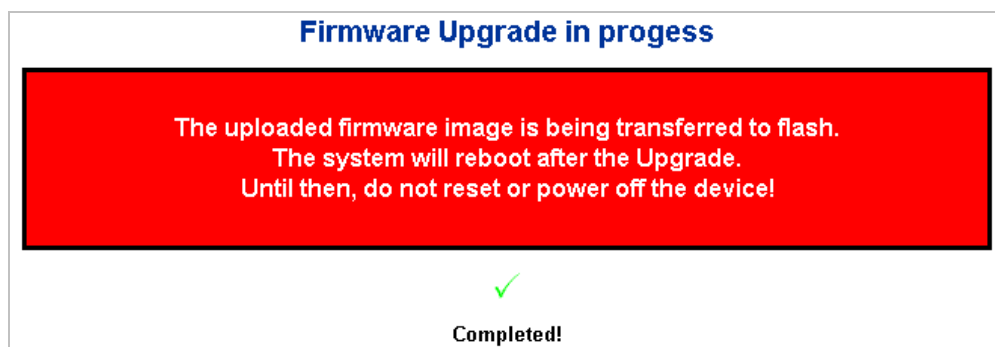 Firmware Upgrade in progess
The uploaded firmware image is being transferred to flash.
The system will reboot after the Upgrade.
Until then, do not reset or power off the device!
Completed!